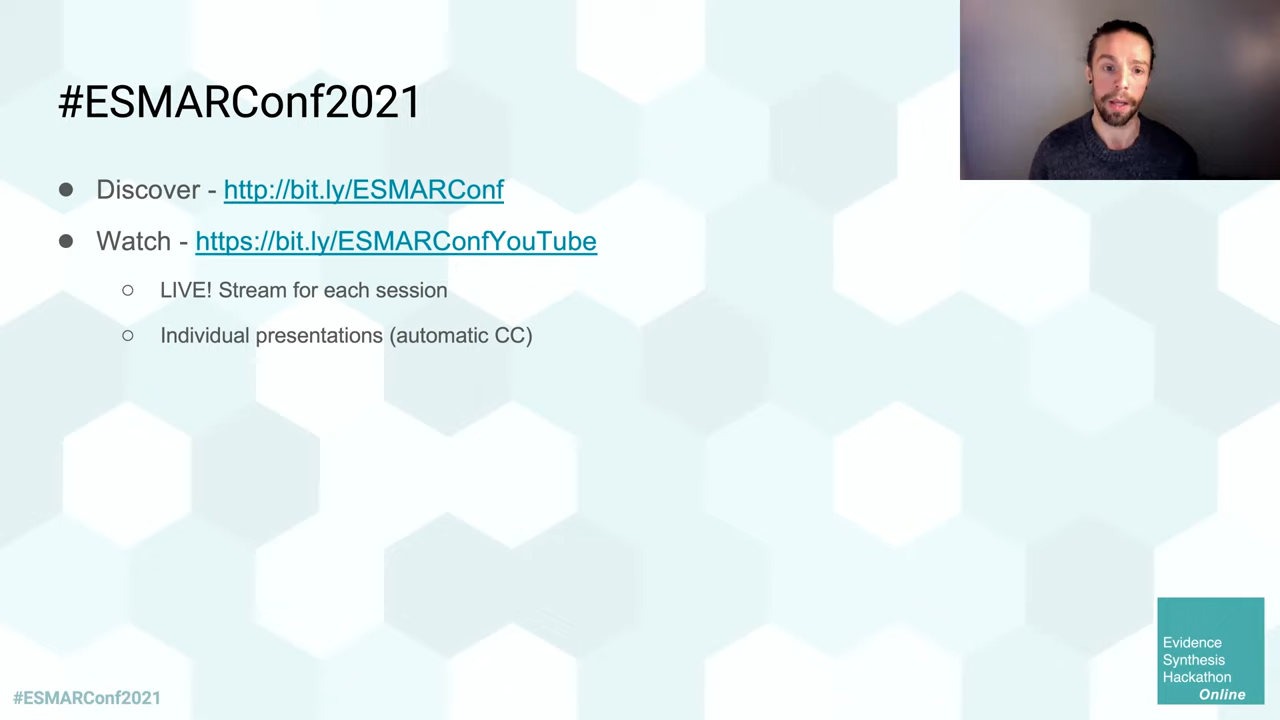 #ESMARConf2021
● Discover - http://bit.ly/ESMARConf
● Watch - https://bit.ly/ESMARConfYouTube
○ LIVE! Stream for each session
○ Individual presentations (automatic CC)
Evidence
Synthesis
Hackathon
Online
#ESMARConf2021